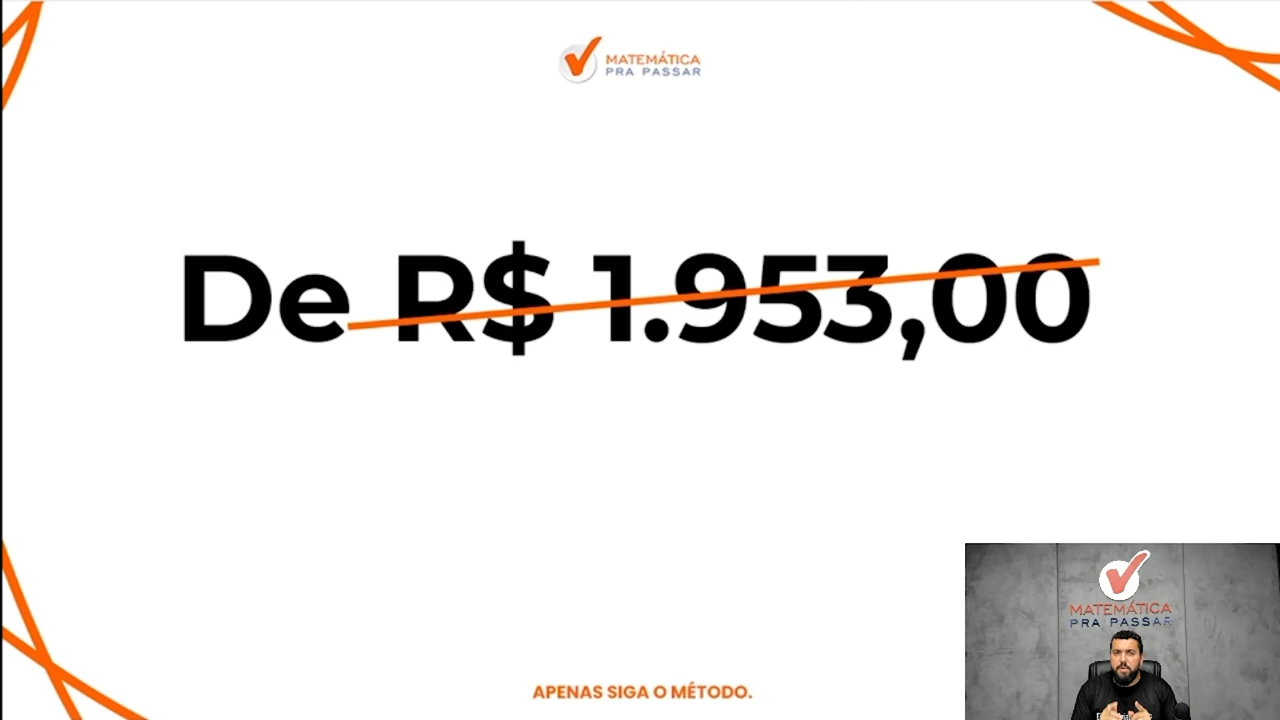 MATEMÁTICA
PRA PASSAR
De R$ 1.953,00
MATEMÁTICA
PRA PASSAR
APENAS SIGA O MÉTODO.